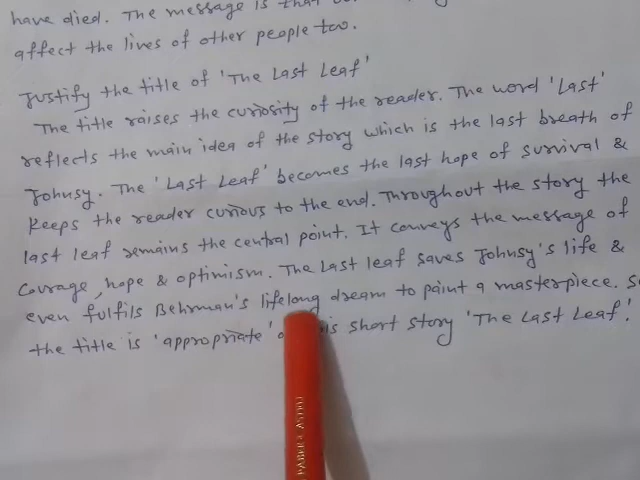 have died. The message is that
affect the lives of other people too.
Justify the title of 'The Last Leaf'
The title raises the curiosity of the reader. The word 'Last'
reflects the main idea of the story which is the last breath of
Johnsy. The 'Last Leaf' becomes the last hope of survival &
keeps the reader curious to the end. Throughout the story the
last leaf remains the central point. It conveys the message of
Courage, hope & optimism. The last leaf saves Johnsy's life &
even fulfils Behrman's lifelong dream to paint a masterpiece. So
the title is 'appropriate' short story 'The Last Leaf'.